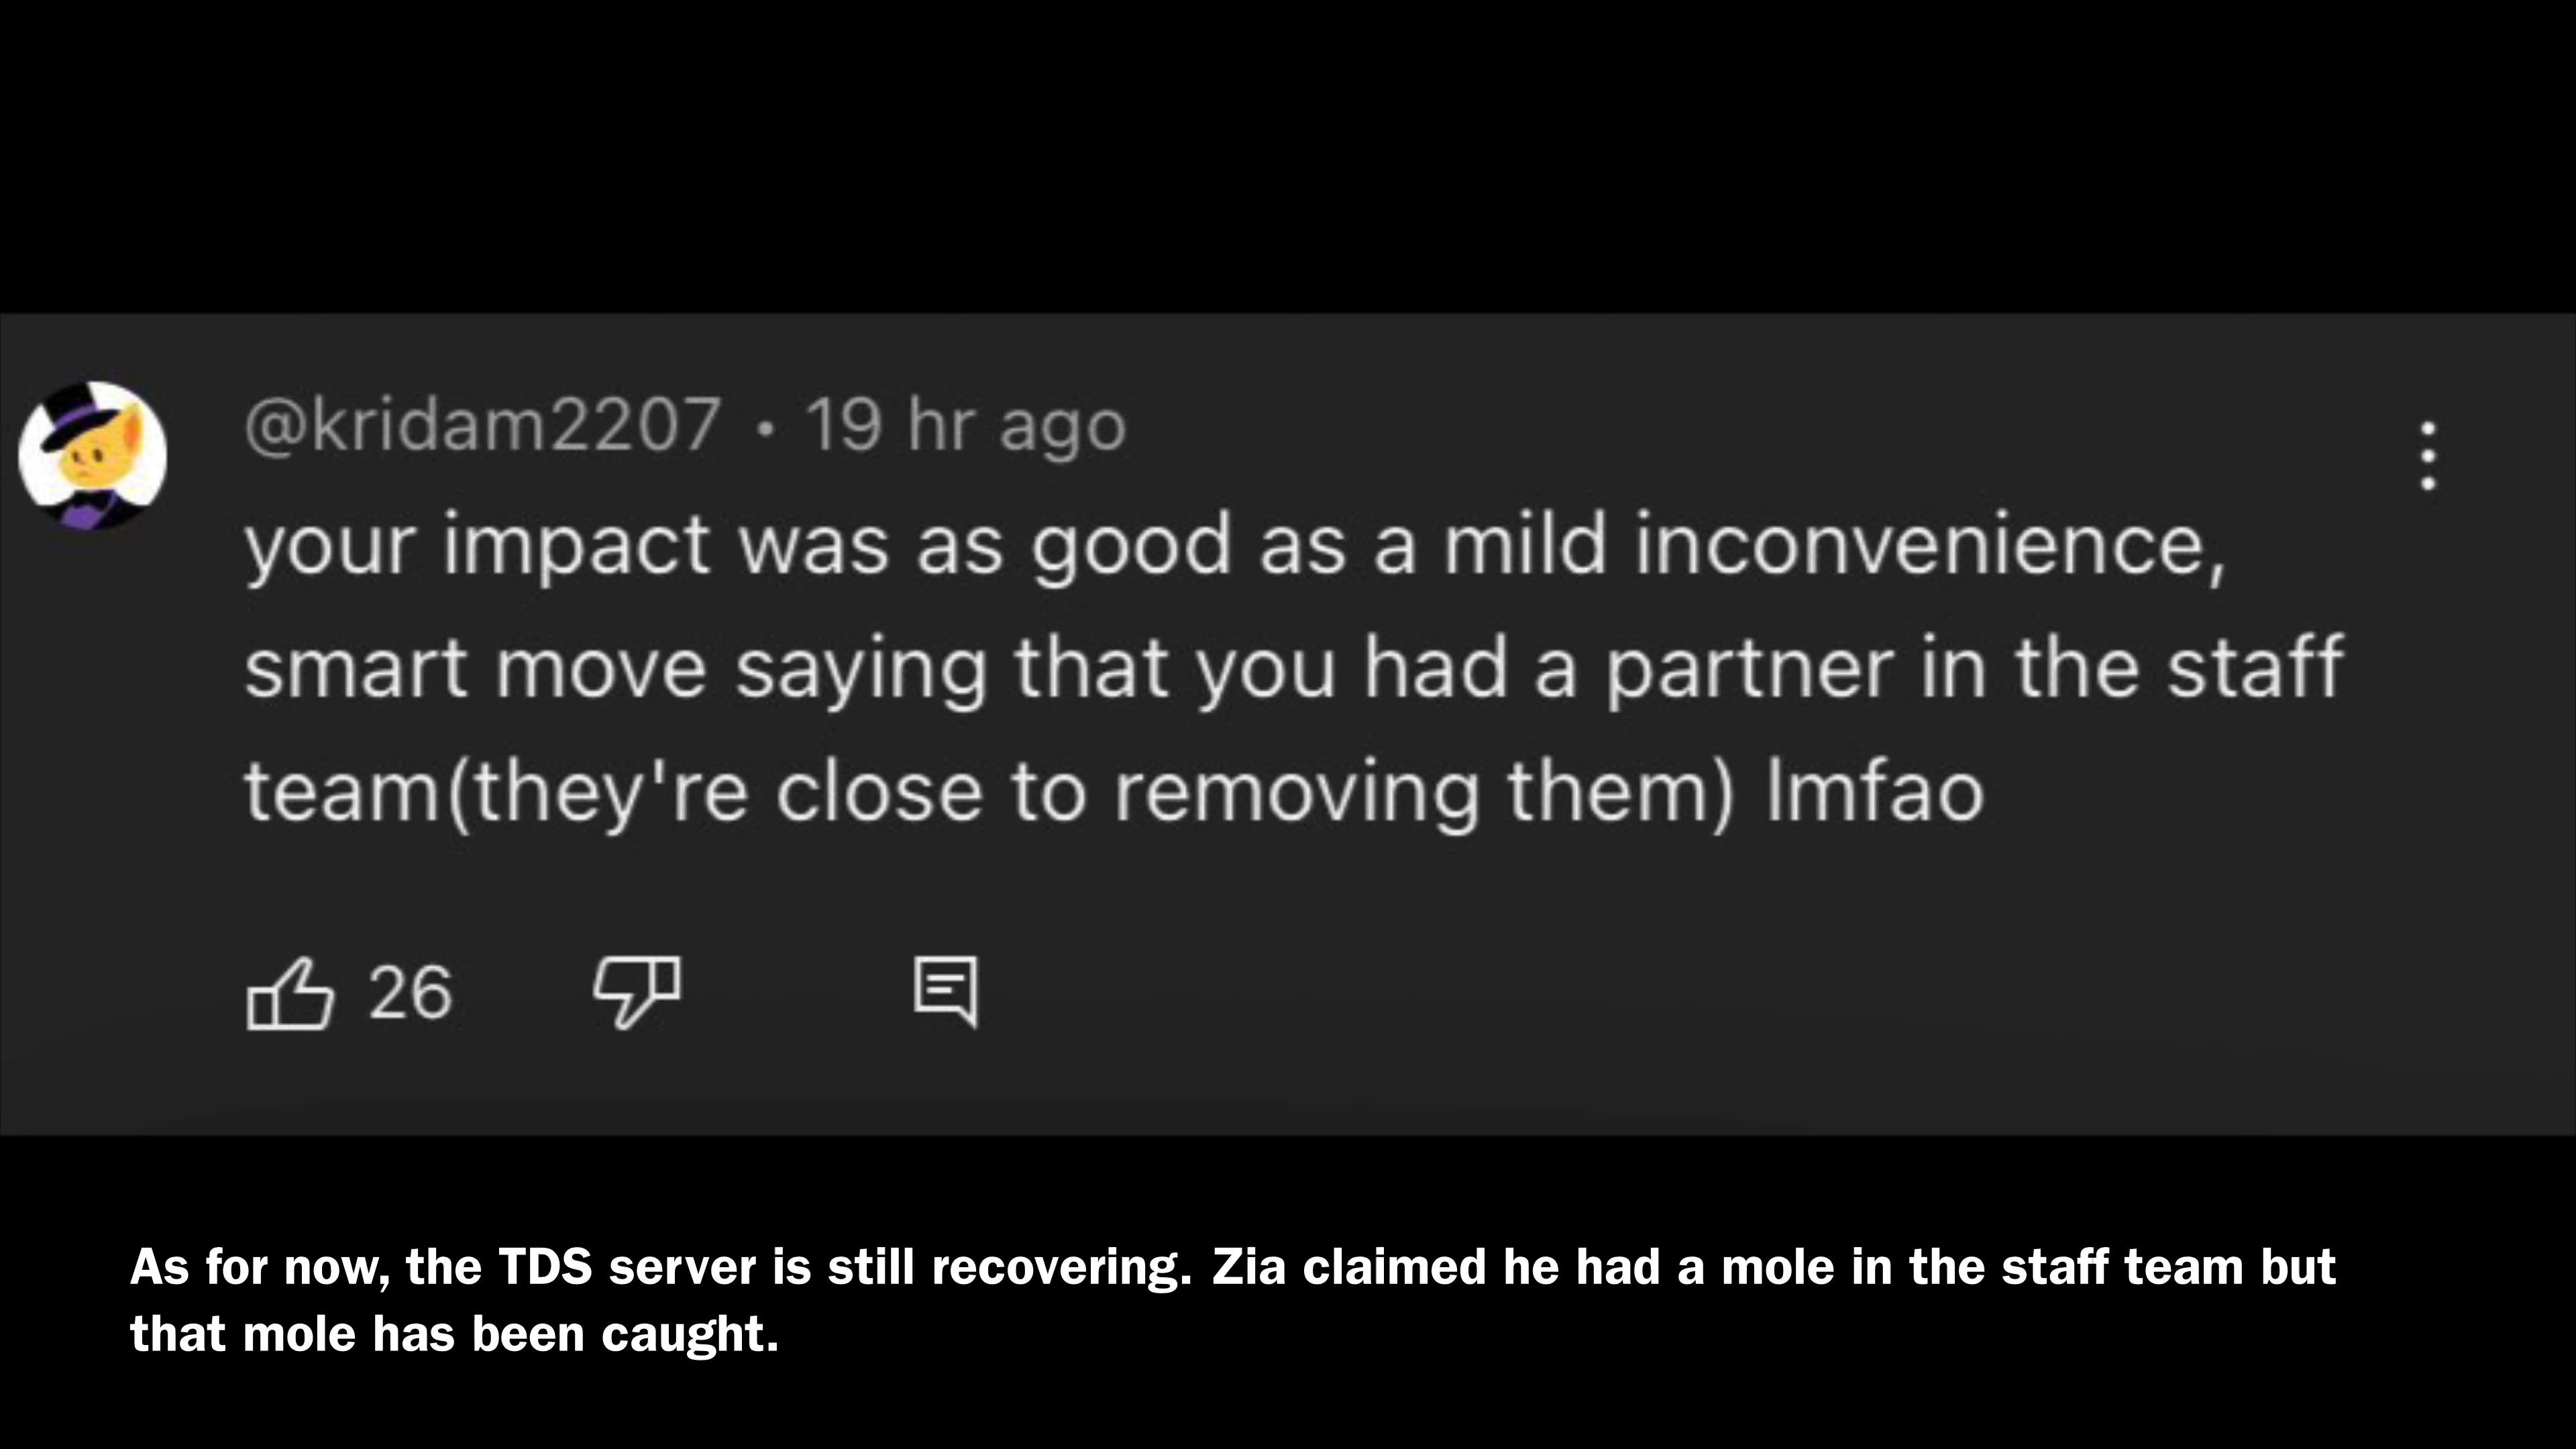 @kridam2207 • 19 hr ago
your impact was as good as a mild inconvenience,
smart move saying that you had a partner in the staff
team(they're close to removing them) lmfao
26
As for now, the TDS server is still recovering. Zia claimed he had a mole in the staff team but
that mole has been caught.